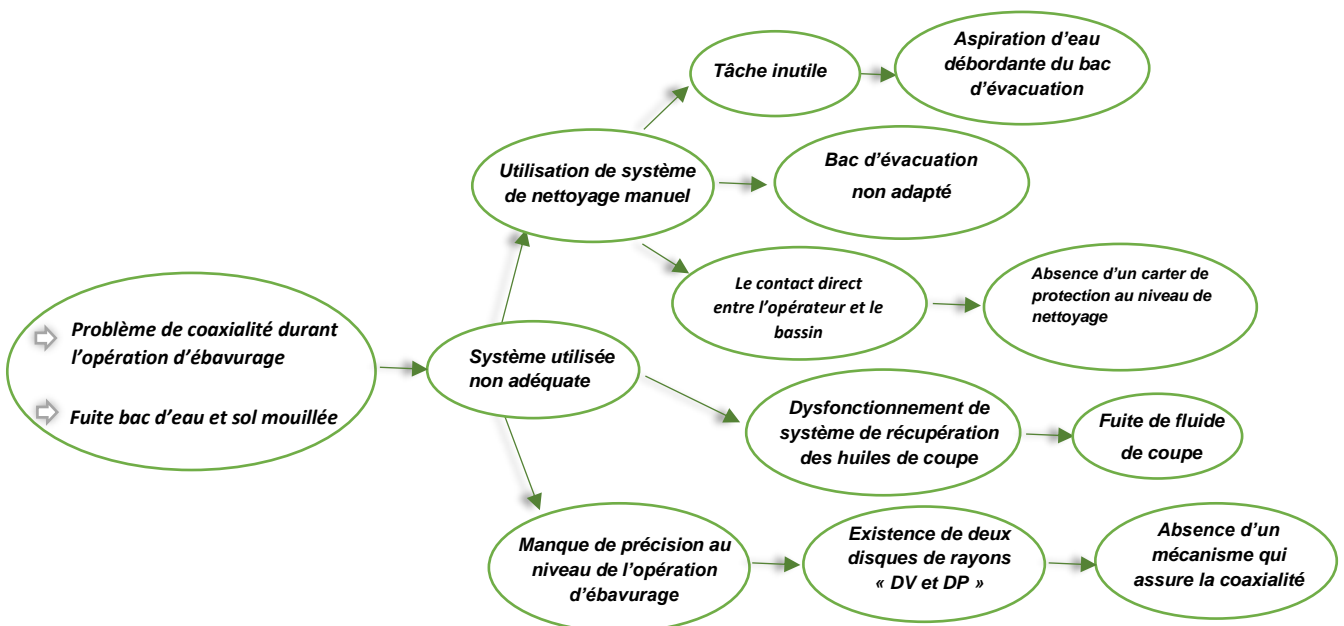 Problème de coaxialité durant
l'opération d'ébavurage
Fuite bac d'eau et sol mouillée
Système utilisée
non adéquate
Utilisation de système
de nettoyage manuel
Tâche inutile
Aspiration d'eau
débordante du bac
d'évacuation
Bac d'évacuation
non adapté
Le contact direct
entre l'opérateur et le
bassin
Absence d'un carter de
protection au niveau de
nettoyage
Dysfonctionnement de
système de récupération
des huiles de coupe
Fuite de fluide
de coupe
Manque de précision au
niveau de l'opération
d'ébavurage
Existence de deux
disques de rayons
« DV et DP »
Absence d'un
mécanisme qui
assure la coaxialité